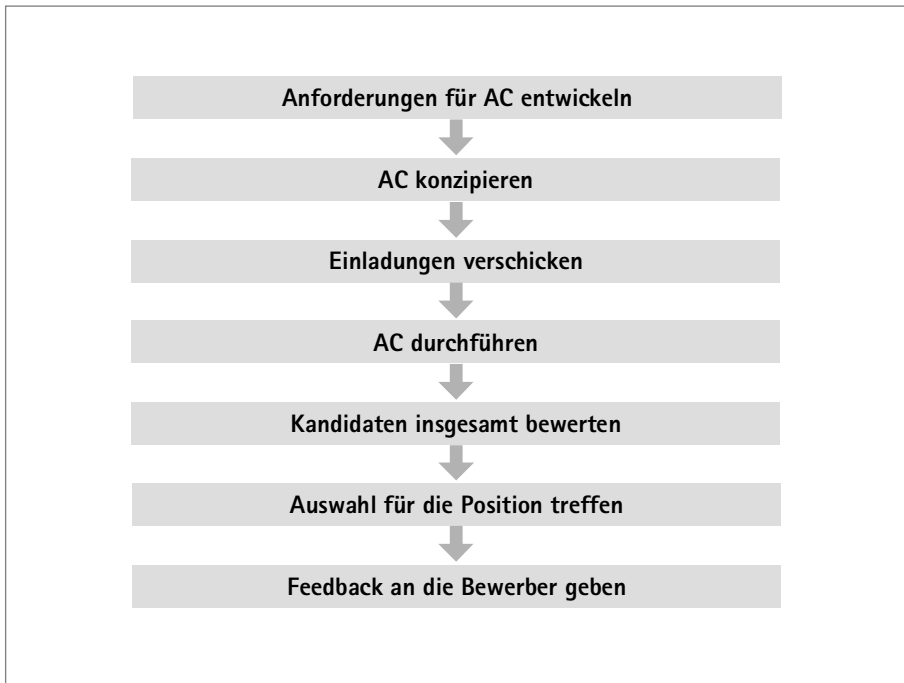 Anforderungen für AC entwickeln
AC konzipieren
Einladungen verschicken
AC durchführen
Kandidaten insgesamt bewerten
Auswahl für die Position treffen
Feedback an die Bewerber geben